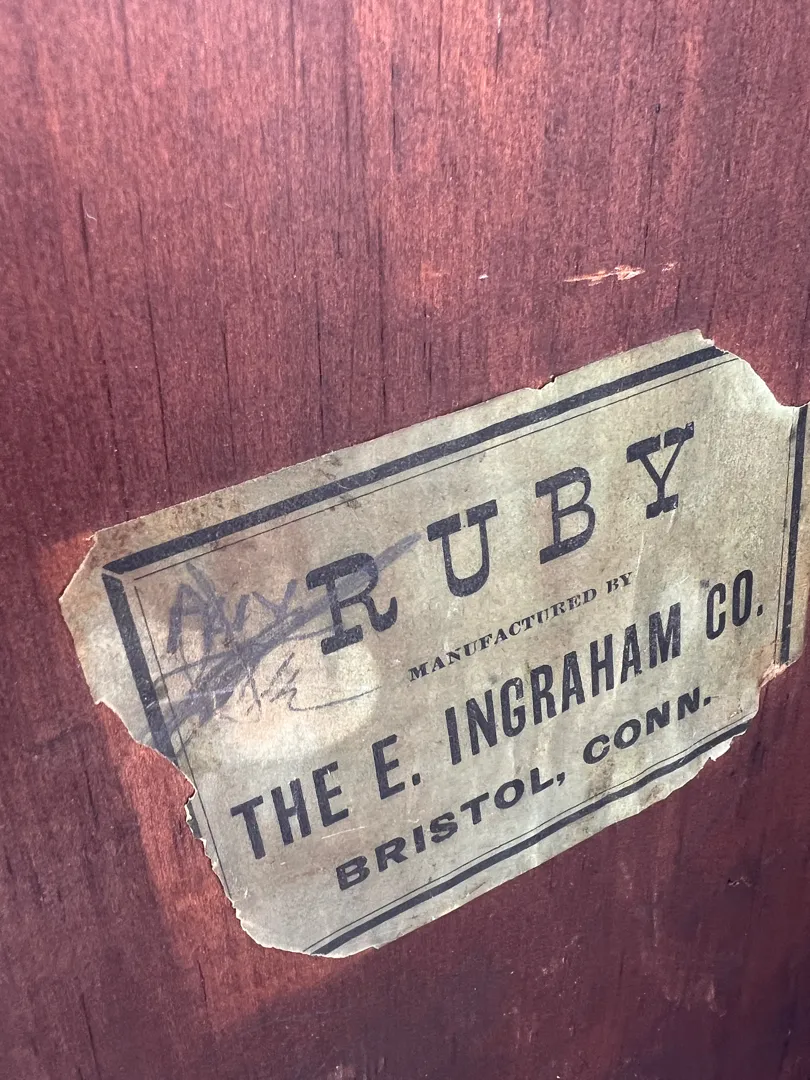 RUBY
MANUFACTURED BY
THE E. INGRAHAM CO.
BRISTOL, CONN.